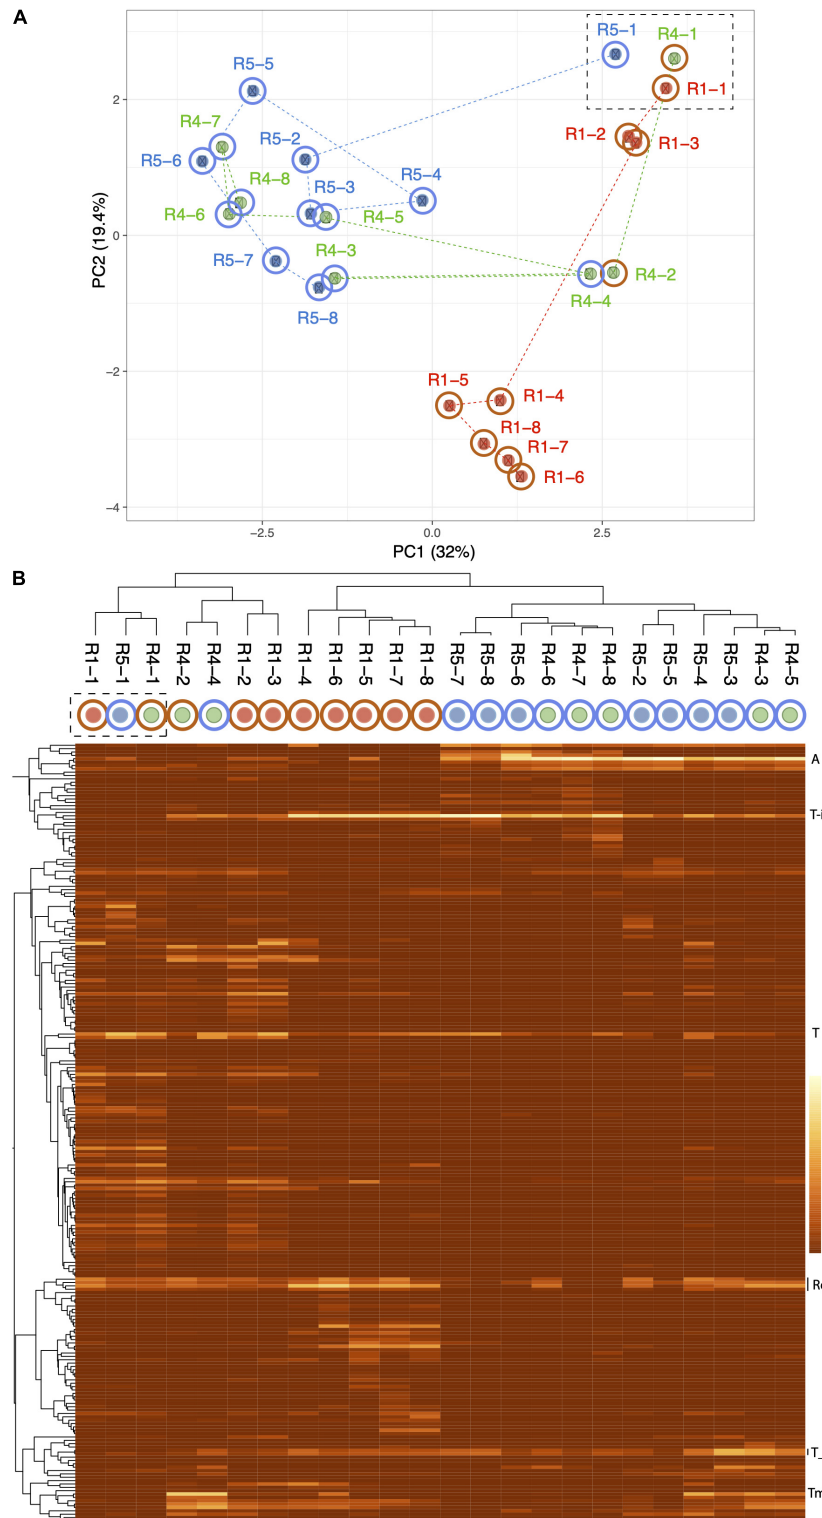 A
R5−1
R4−1
R5−5
R1−1
R4−7
R1−2
R5−2
R1−3
R5−6
R4−8
R5−3
R5−4
R4−6
R4−5
R5−7
R4−3
R4−2
R4−4
R5−8
R1−5
R1−4
R1−8
R1−7
R1−6
2
0
−2
−4
PC2 (19.4%)
−2.5
0.0
2.5
PC1 (32%)
B
R1−1
R5−1
R4−1
R4−2
R4−4
R1−2
R1−3
R1−4
R1−6
R1−5
R1−7
R1−8
R5−7
R5−8
R5−6
R4−6
R4−7
R4−8
R5−2
R5−5
R5−4
R5−3
R4−3
R4−5
A
T-i
T
Re
T_
Tm